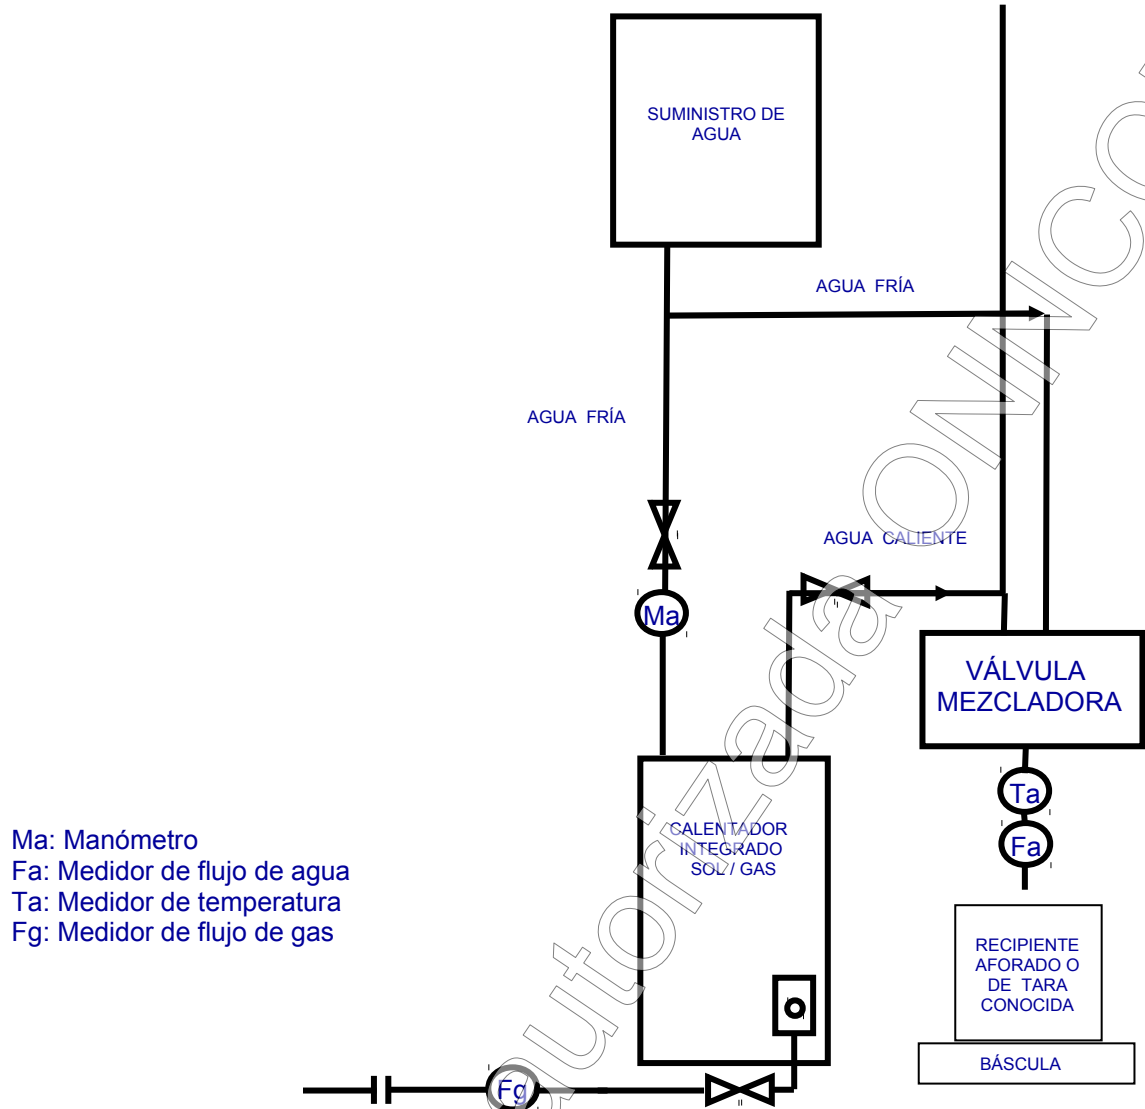 SUMINISTRO DE
AGUA
AGUA FRÍA
AGUA FRÍA
AGUA CALIENTE
Ma
VÁLVULA
MEZCLADORA
Ta
Fa
CALENTADOR
INTEGRADO
SOL / GAS
Ma: Manómetro
Fa: Medidor de flujo de agua
Ta: Medidor de temperatura
Fg: Medidor de flujo de gas
RECIPIENTE
AFORADO O
DE TARA
CONOCIDA
BÁSCULA
Fg
autorizada